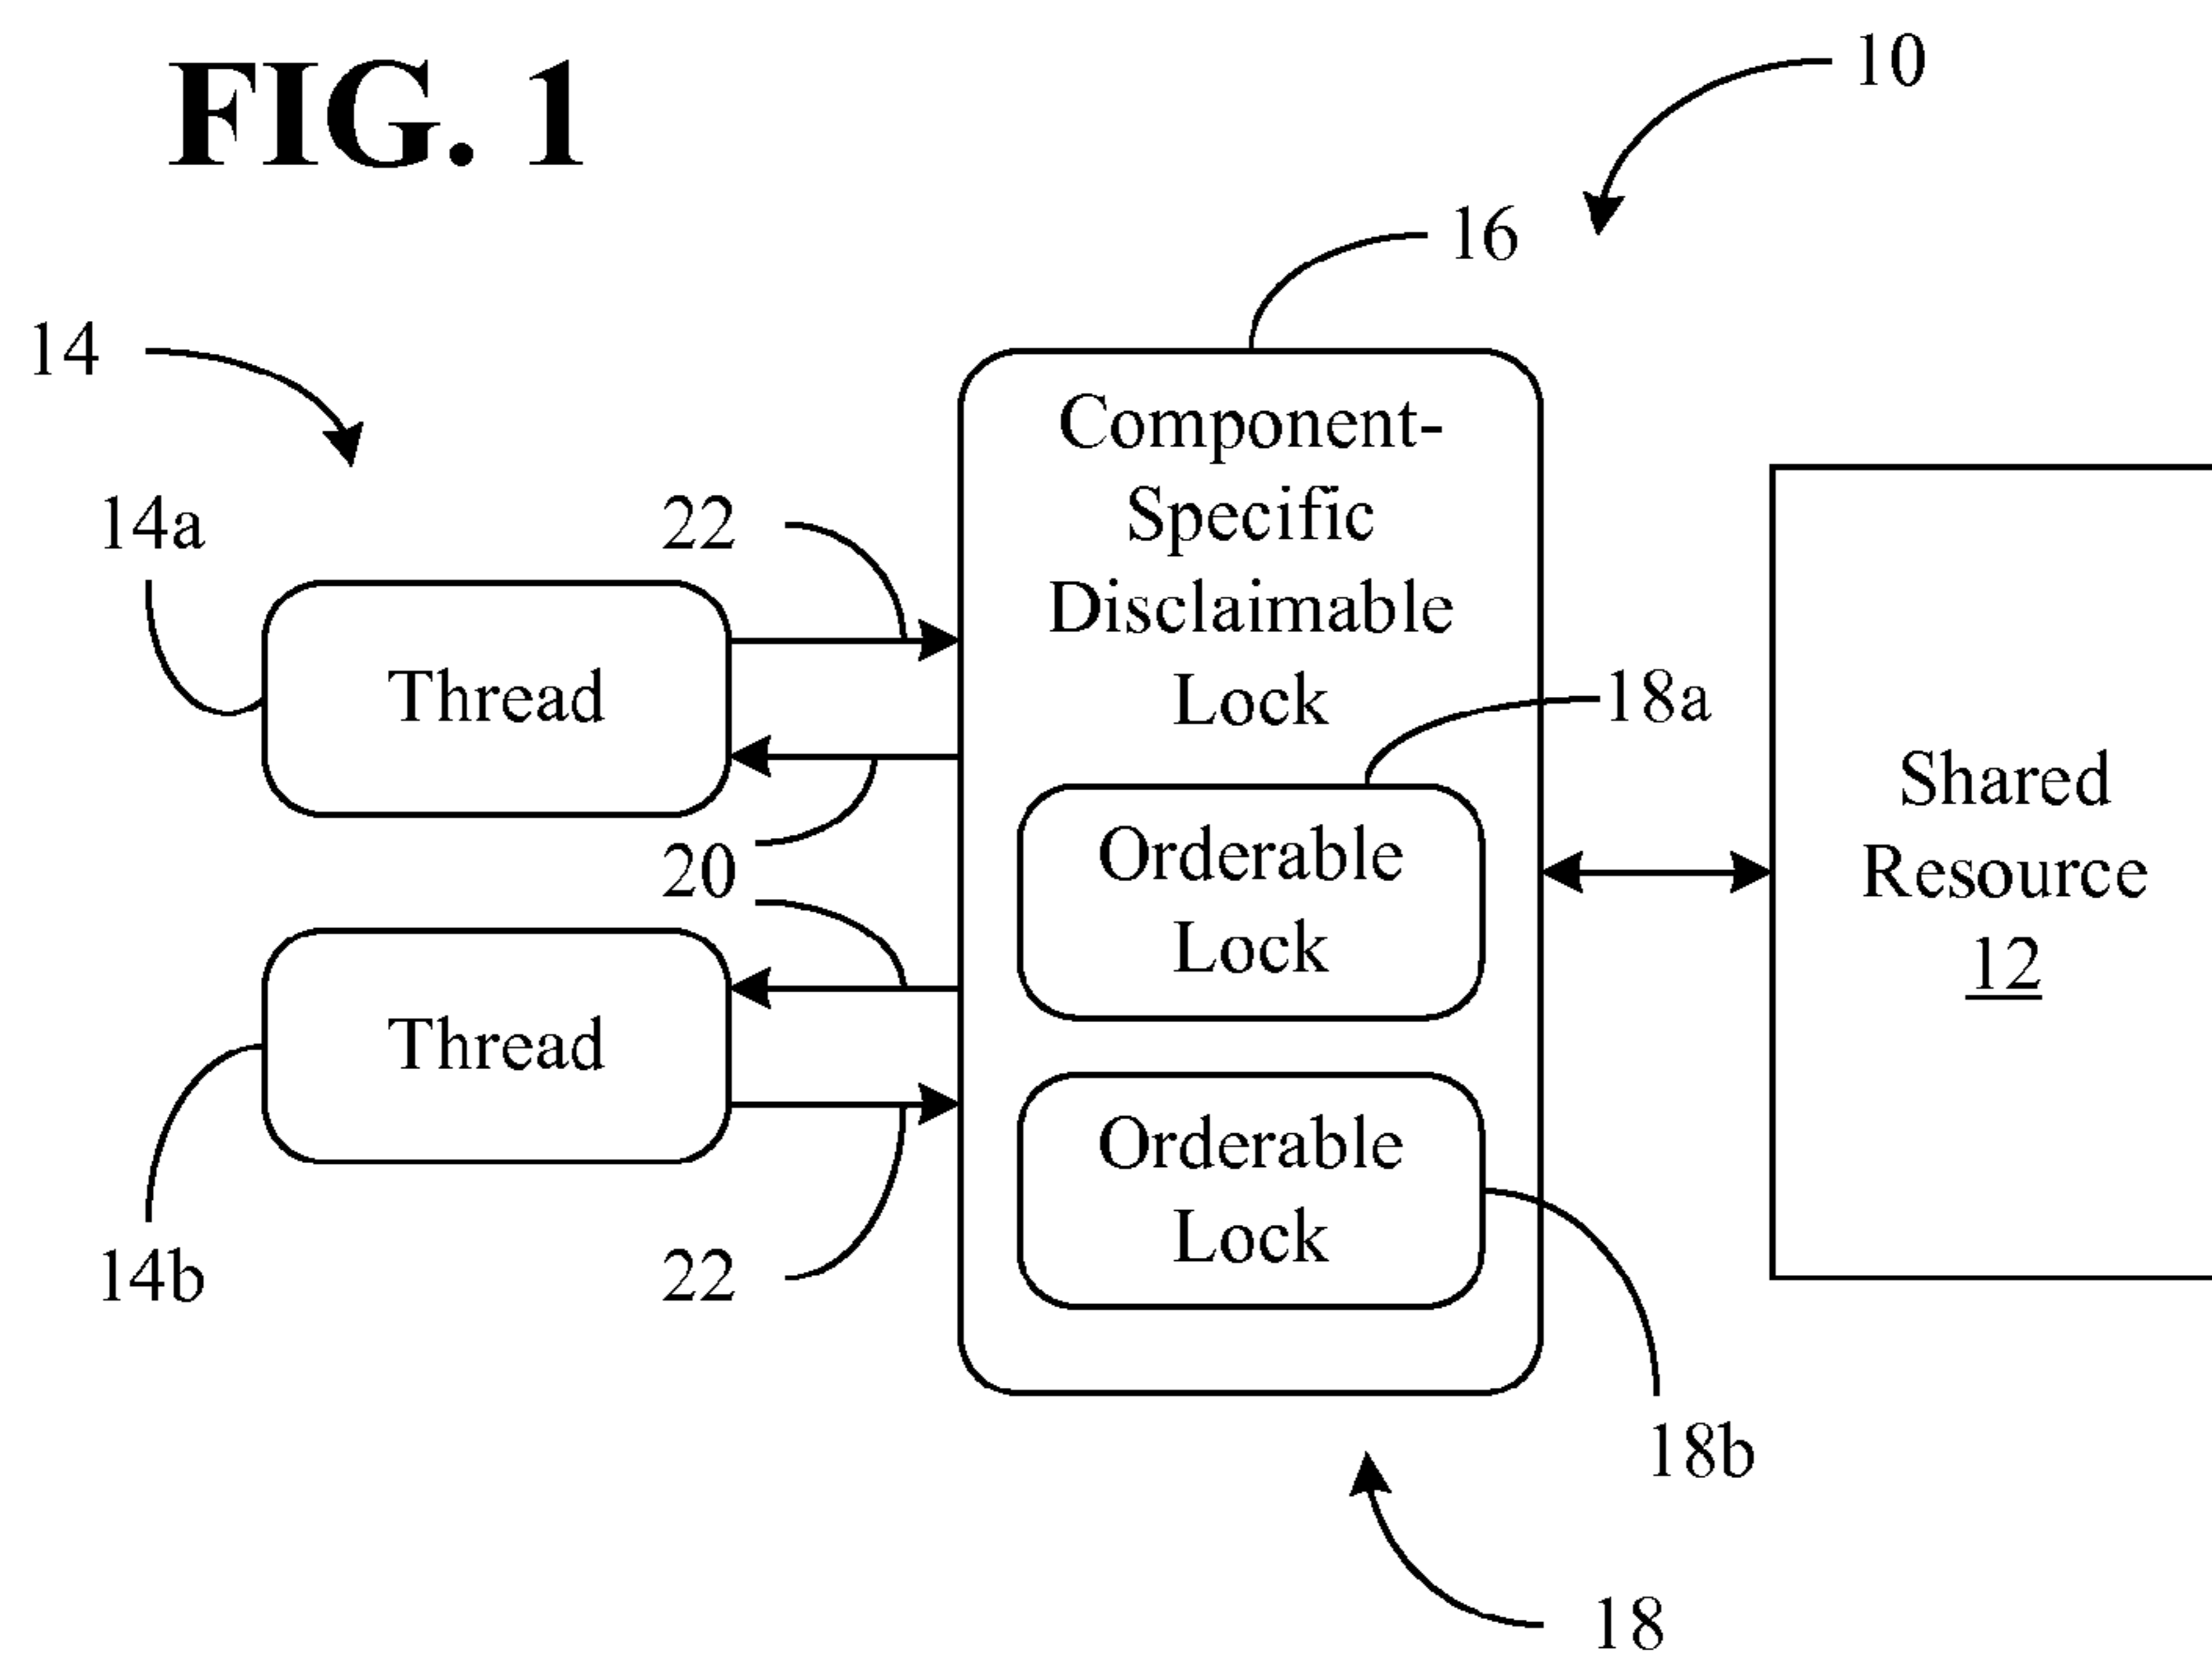 FIG. 1
10
16
14
Component-
Specific
Disclaimable
Lock
14a
22
Thread
18a
Shared
Resource
12
20
Orderable
Lock
Thread
Orderable
Lock
14b
22
18b
18